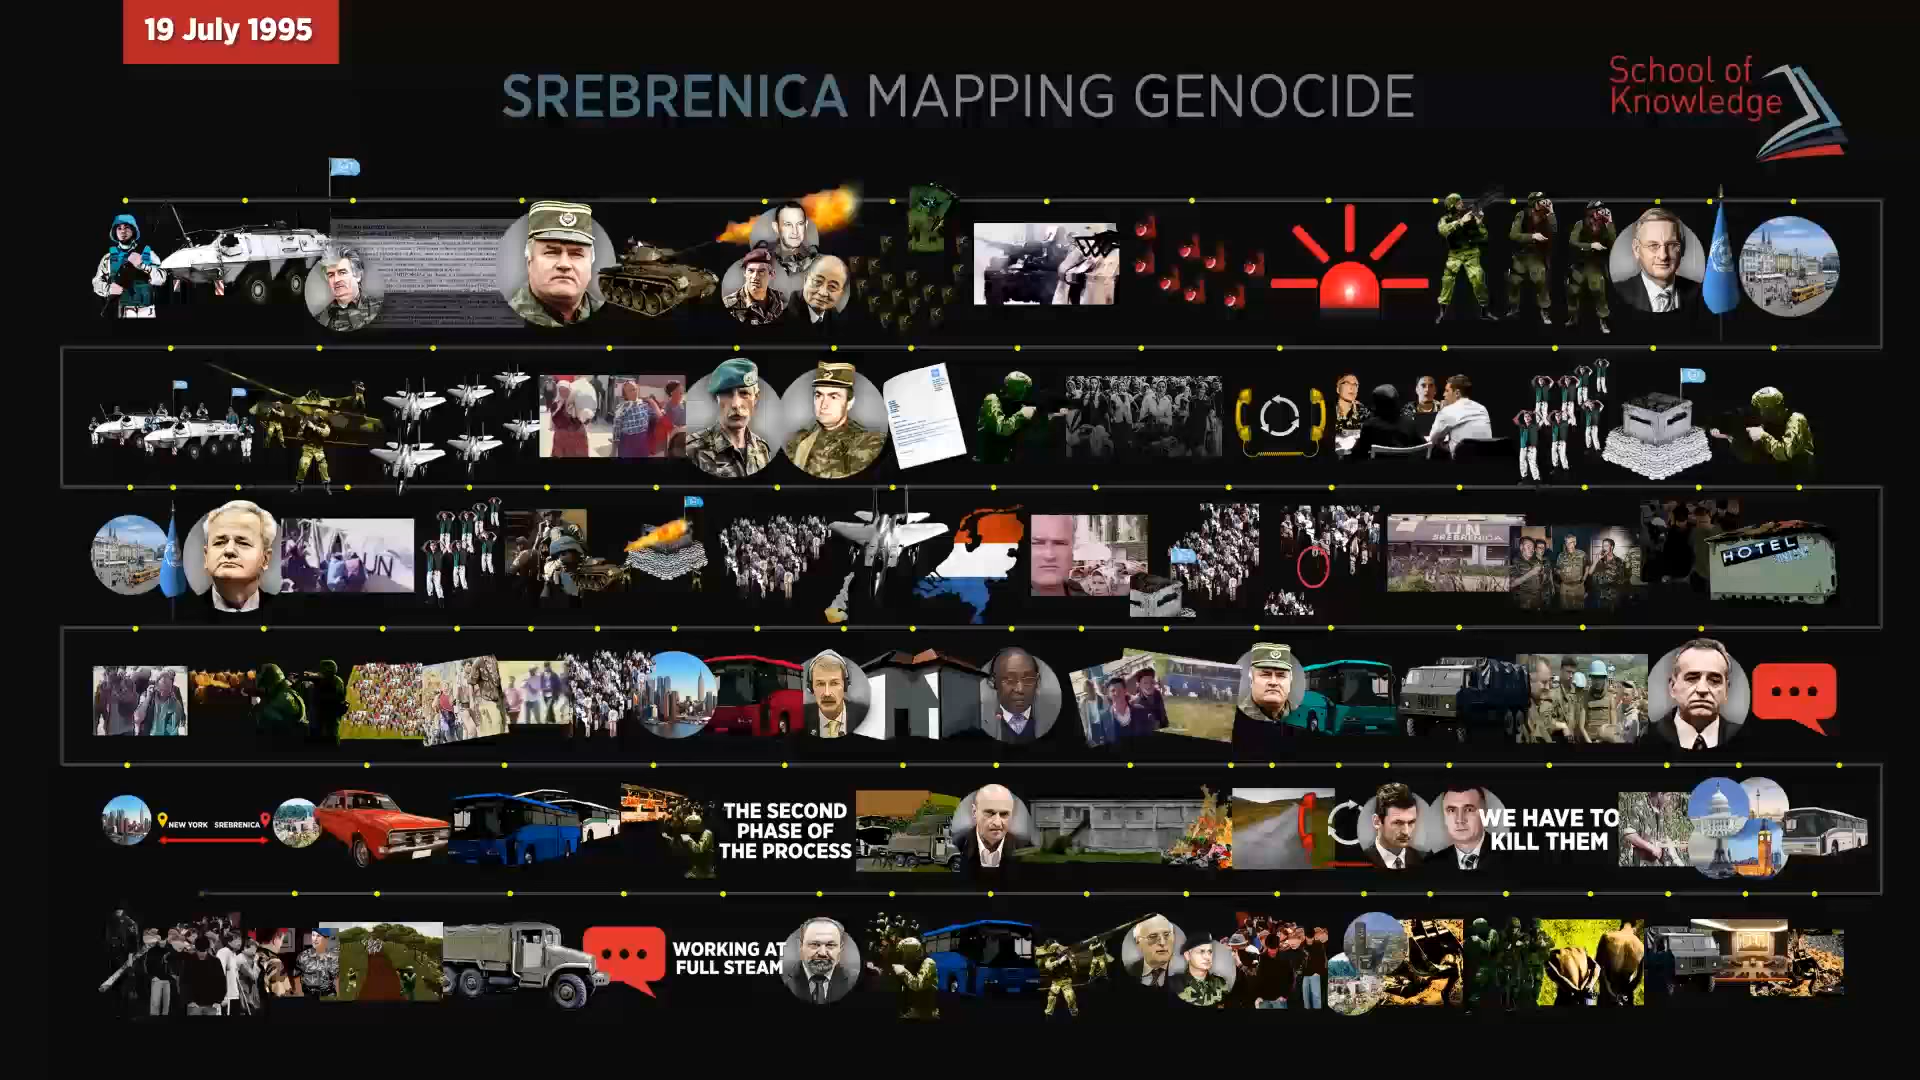 19 July 1995
SREBRENICA MAPPING GENOCIDE
School of
Knowledge
UN
U.N
SREBRENICA
HOTEL
NEW YORK SREBRENICA
THE SECOND
PHASE OF
THE PROCESS
WE HAVE TO
KILL THEM
WORKING AT
FULL STEAM